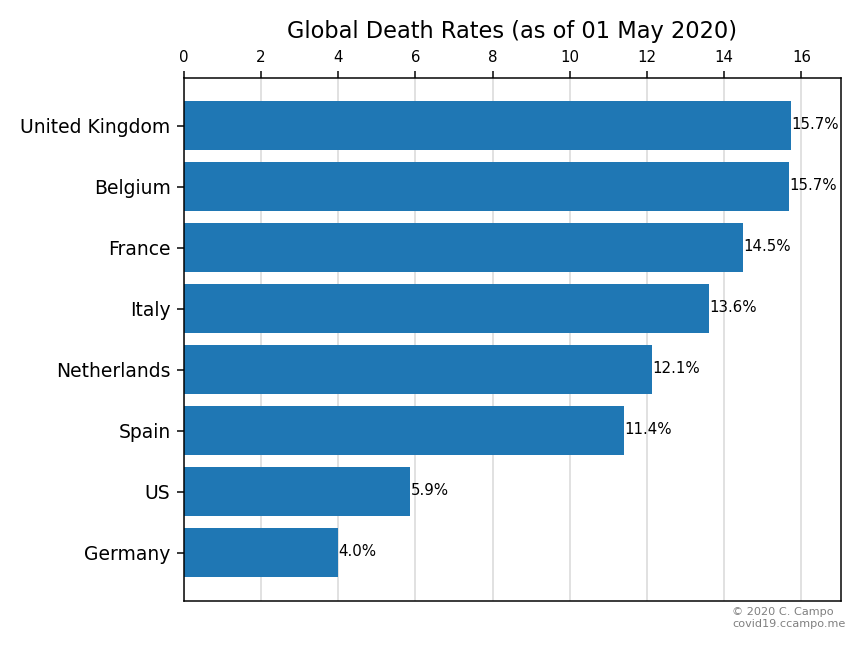 Global Death Rates (as of 01 May 2020)
0 2 4 6 8 10 12 14 16
United Kingdom 15.7%
Belgium 15.7%
France 14.5%
Italy 13.6%
Netherlands 12.1%
Spain 11.4%
US 5.9%
Germany 4.0%
© 2020 C. Campo
covid19.ccampo.me